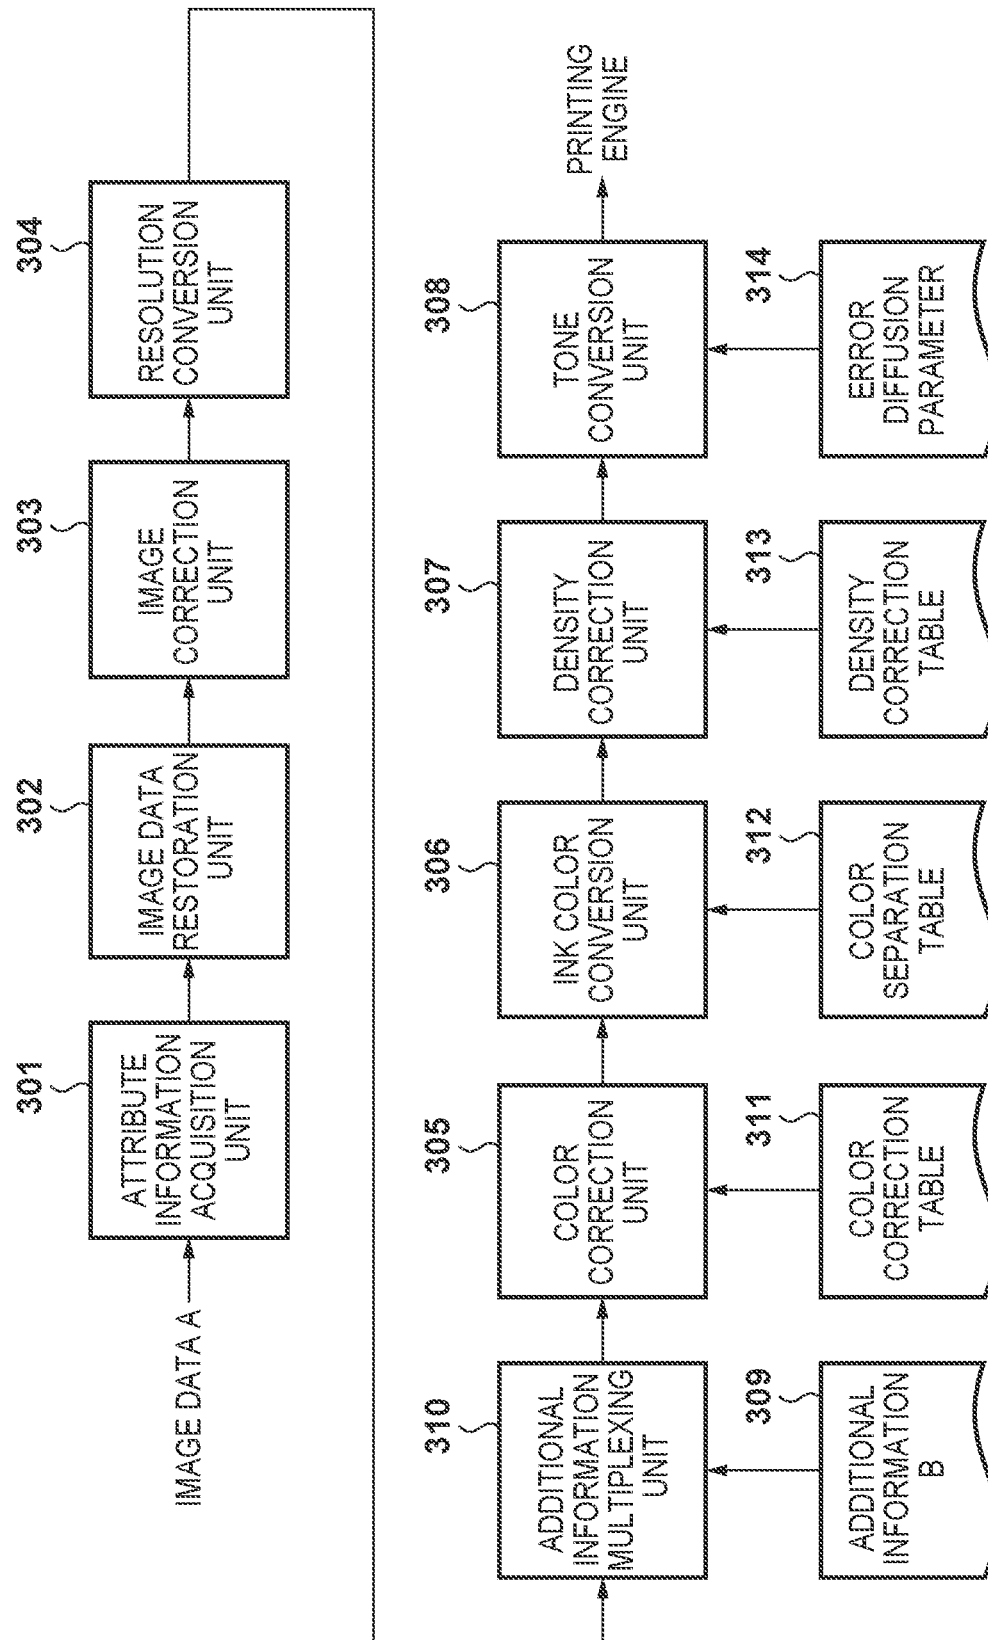 IMAGE DATA A
301
ATTRIBUTE
INFORMATION
ACQUISITION
UNIT
302
IMAGE DATA
RESTORATION
UNIT
303
IMAGE
CORRECTION
UNIT
304
RESOLUTION
CONVERSION
UNIT
310
ADDITIONAL
INFORMATION
MULTIPLEXING
UNIT
305
COLOR
CORRECTION
UNIT
306
INK COLOR
CONVERSION
UNIT
307
DENSITY
CORRECTION
UNIT
308
TONE
CONVERSION
UNIT
PRINTING
ENGINE
309
ADDITIONAL
INFORMATION
B
311
COLOR
CORRECTION
TABLE
312
COLOR
SEPARATION
TABLE
313
DENSITY
CORRECTION
TABLE
314
ERROR
DIFFUSION
PARAMETER